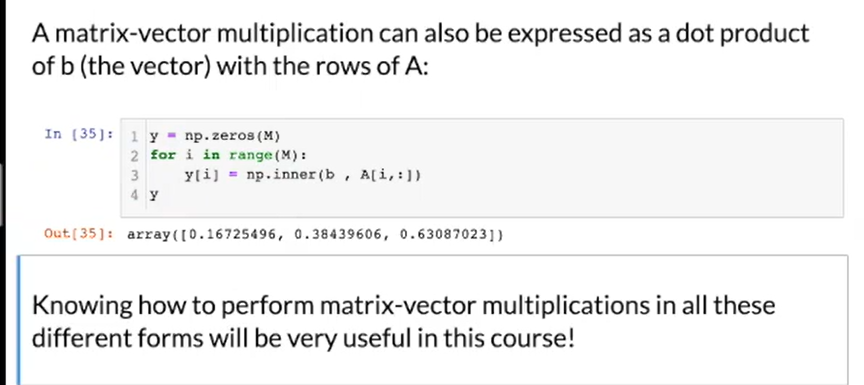 A matrix-vector multiplication can also be expressed as a dot product
of b (the vector) with the rows of A:
In [35]: 1 y = np.zeros(M)
2 for i in range(M):
3     y[i] = np.inner(b , A[i,:])
4 y
Out[35]: array([0.16725496, 0.38439606, 0.63087023])
Knowing how to perform matrix-vector multiplications in all these
different forms will be very useful in this course!